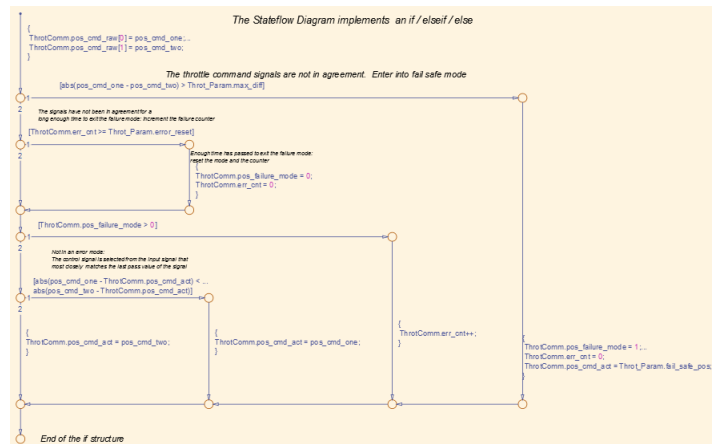 The Stateflow Diagram implements an if / elseif / else
{
ThrotComm.pos_cmd_raw[0] = pos_cmd_one;...
ThrotComm.pos_cmd_raw[1] = pos_cmd_two;
}
The throttle command signals are not in agreement. Enter into fail safe mode
[abs(pos_cmd_one - pos_cmd_two) > Throt_Param.max_diff]
1
2
The signals have not been in agreement for a
long enough time to exit the failure mode: Increment the failure counter
[ThrotComm.err_cnt >= Throt_Param.error_reset]
1
2
Enough time has passed to exit the failure mode:
reset the mode and the counter
{
ThrotComm.pos_failure_mode = 0;
ThrotComm.err_cnt = 0;
}
[ThrotComm.pos_failure_mode > 0]
1
2
Not in an error mode:
The control signal is selected from the input signal that
most closely matches the last pass value of the signal
[abs(pos_cmd_one - ThrotComm.pos_cmd_act) < ...
abs(pos_cmd_two - ThrotComm.pos_cmd_act)]
1
2
{
ThrotComm.pos_cmd_act = pos_cmd_two;
}
{
ThrotComm.pos_cmd_act = pos_cmd_one;
}
{
ThrotComm.err_cnt++;
}
{
ThrotComm.pos_failure_mode = 1;..
ThrotComm.err_cnt = 0;
ThrotComm.pos_cmd_act = Throt_Param.fail_safe_pos;
}
End of the if structure